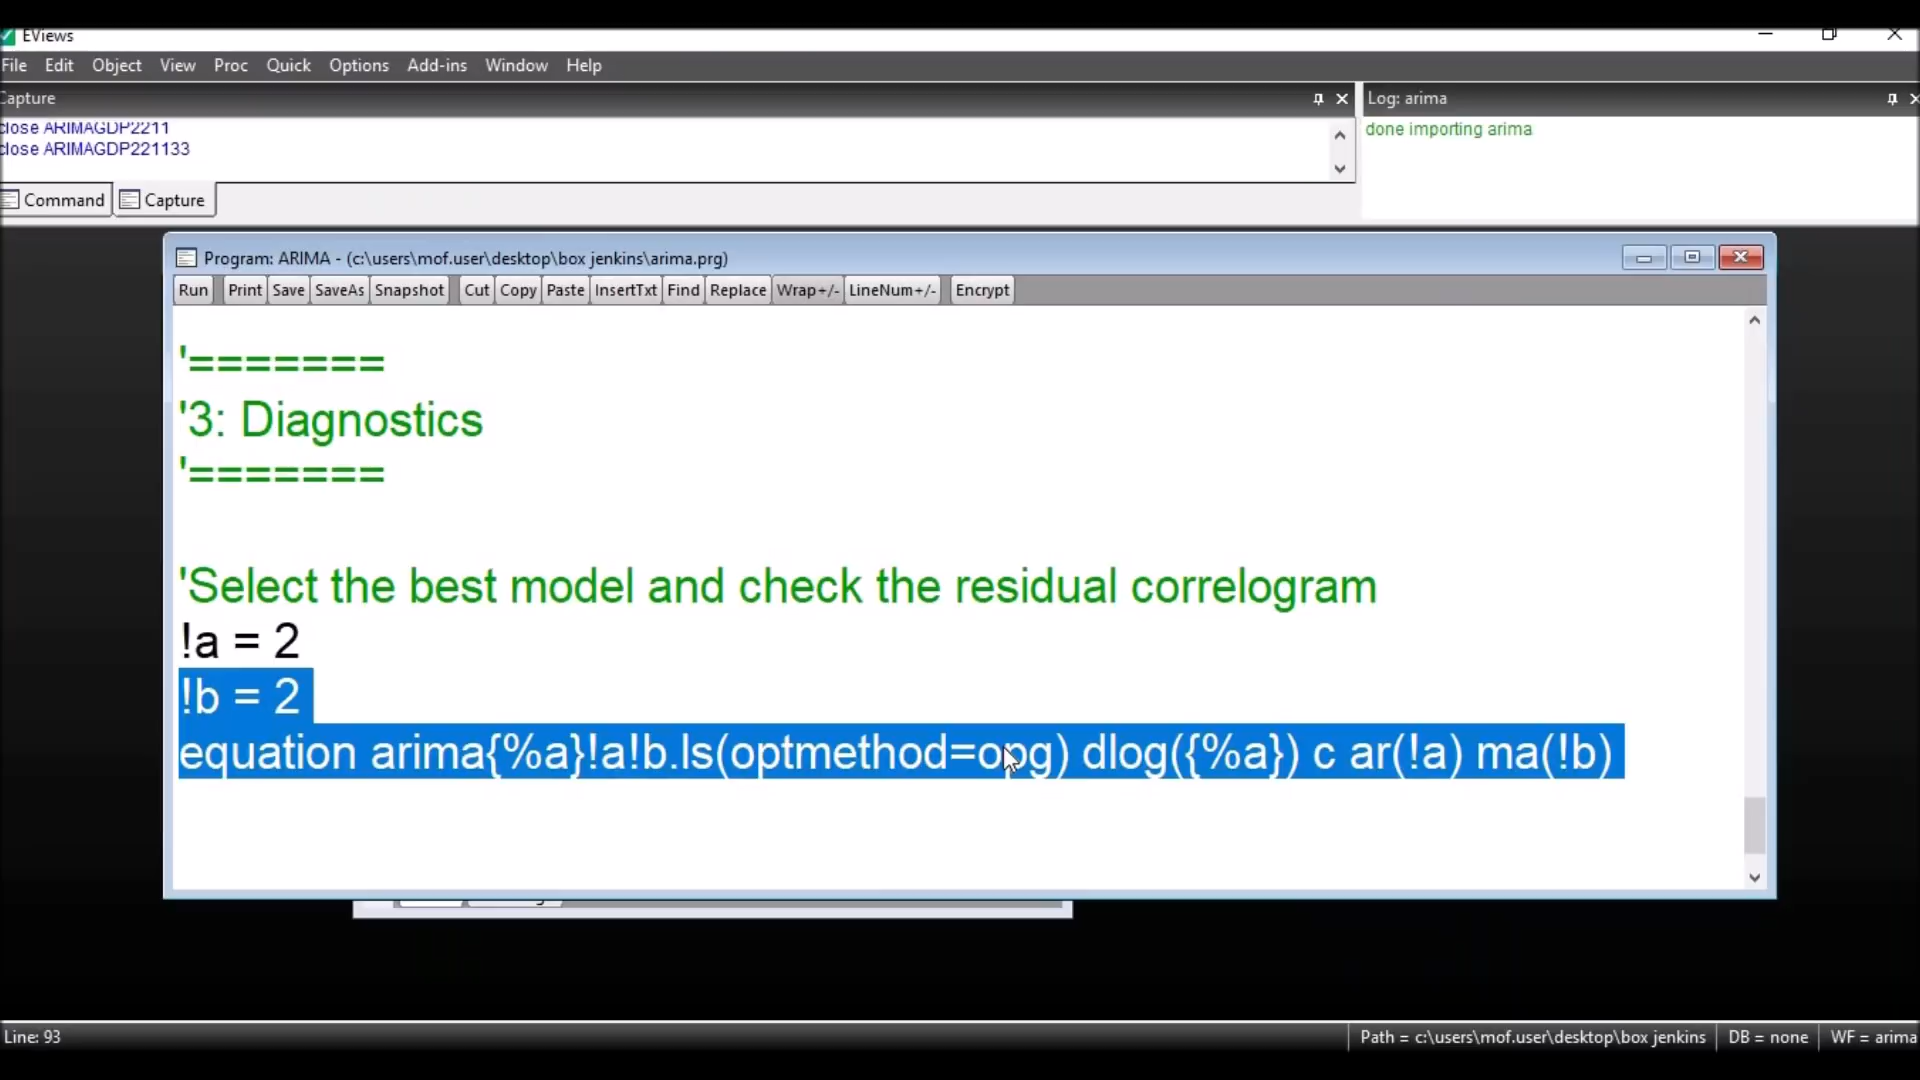 EViews
File Edit Object View Proc Quick Options Add-ins Window Help
Capture
Log: arima
close ARIMAGDP2211
close ARIMAGDP221133
done importing arima
Command Capture
Program: ARIMA - (c:\users\mof.user\desktop\box jenkins\arima.prg)
Run Print Save SaveAs Snapshot Cut Copy Paste InsertTxt Find Replace Wrap+/- LineNum+/- Encrypt
'=======
'3: Diagnostics
'=======
'Select the best model and check the residual correlogram
!a = 2
!b = 2
equation arima{%a}!a!b.ls(optmethod=opg) dlog({%a}) c ar(!a) ma(!b)
Line: 93
Path = c:\users\mof.user\desktop\box jenkins DB = none WF = arima